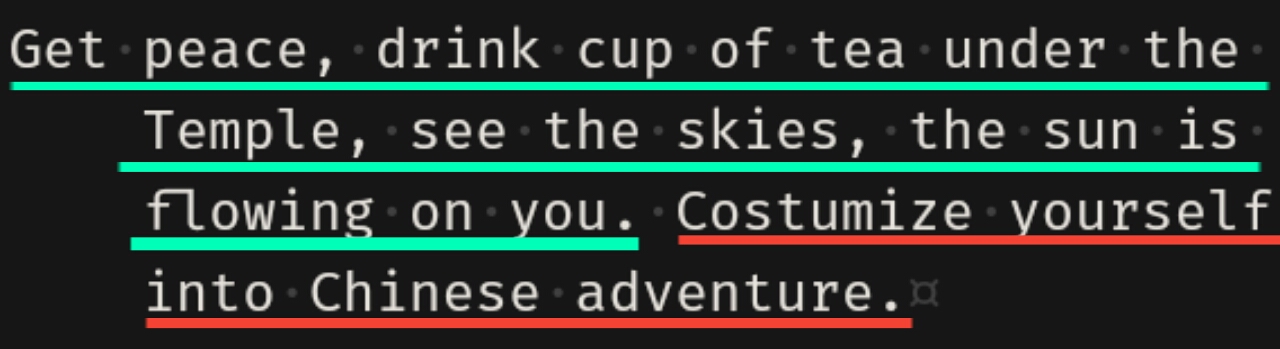 Get peace, drink cup of tea under the
Temple, see the skies, the sun is
flowing on you. Costumize yourself
into Chinese adventure.¤